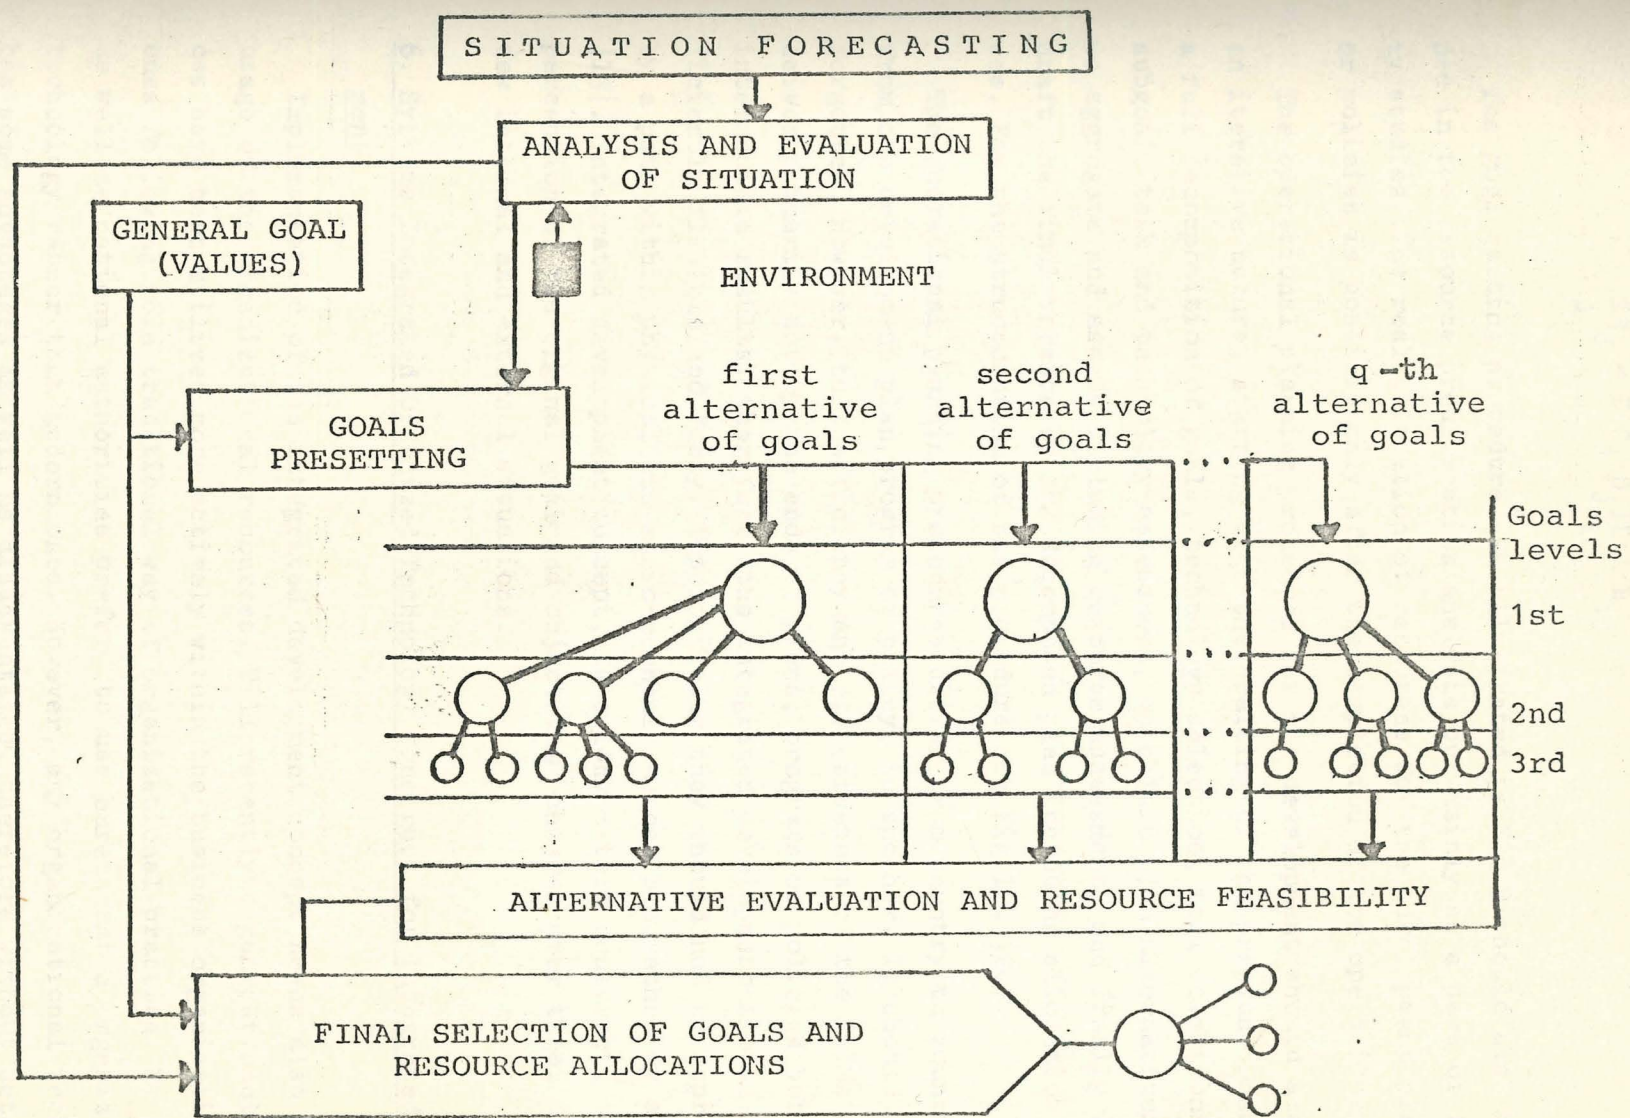 SITUATION FORECASTING
ANALYSIS AND EVALUATION
OF SITUATION
GENERAL GOAL
(VALUES)
ENVIRONMENT
GOALS
PRESETTING
first
alternative
of goals
second
alternative
of goals
q-th
alternative
of goals
Goals
levels
1st
2nd
3rd
ALTERNATIVE EVALUATION AND RESOURCE FEASIBILITY
FINAL SELECTION OF GOALS AND
RESOURCE ALLOCATIONS